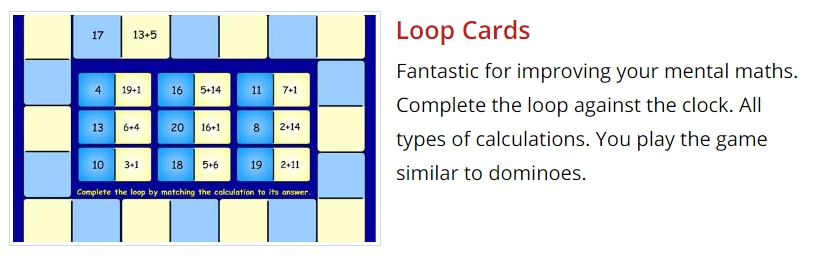 17 13+5
Loop Cards
Fantastic for improving your mental maths.
Complete the loop against the clock. All
types of calculations. You play the game
similar to dominoes.
4 19+1 16 5+14 11 7+1
13 6+4 20 16+1 8 2+14
10 3+1 18 5+6 19 2+11
Complete the loop by matching the calculation to its answer.